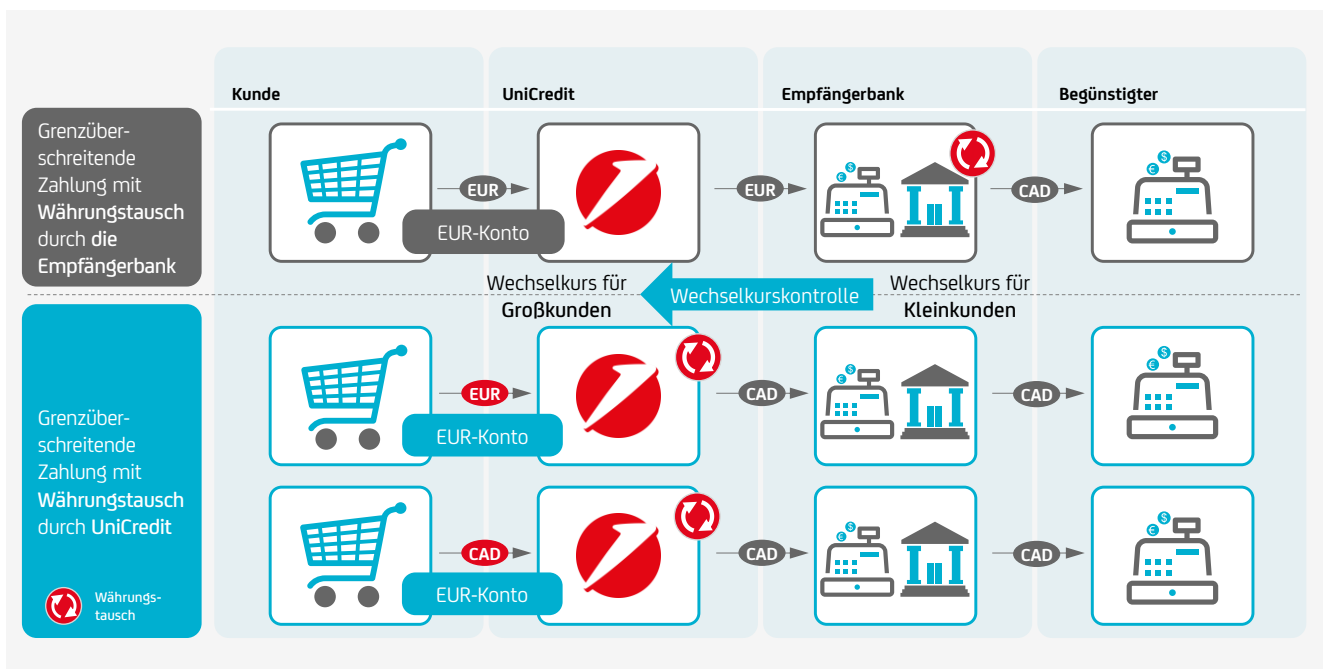 Kunde
UniCredit
Empfängerbank
Begünstigter
Grenzüber-
schreitende
Zahlung mit
Währungstausch
durch die
Empfängerbank
EUR
EUR
CAD
EUR-Konto
$
€
$
€
Wechselkurs für
Großkunden
Wechselkurskontrolle
Wechselkurs für
Kleinkunden
Grenzüber-
schreitende
Zahlung mit
Währungstausch
durch UniCredit
EUR
CAD
CAD
EUR-Konto
$
€
$
€
CAD
CAD
CAD
EUR-Konto
$
€
$
€
Währungs-
tausch